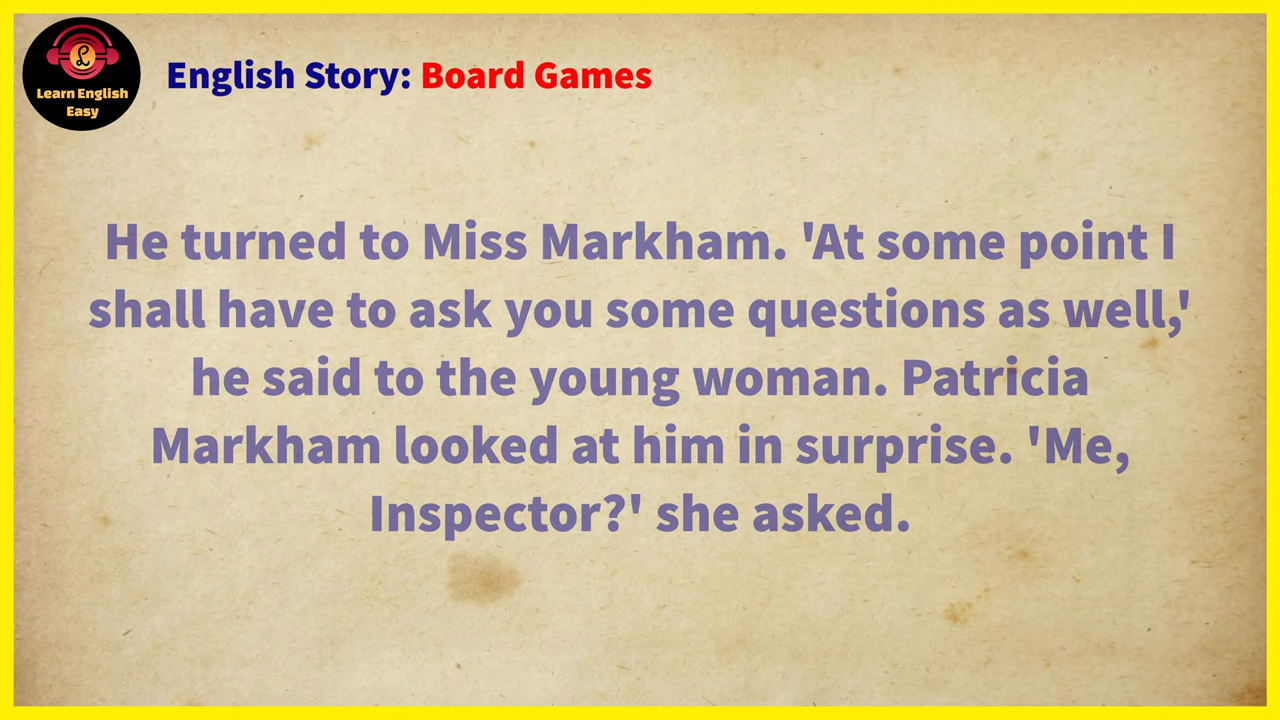 Learn English
Easy
English Story: Board Games
He turned to Miss Markham. 'At some point I
shall have to ask you some questions as well,'
he said to the young woman. Patricia
Markham looked at him in surprise. 'Me,
Inspector?' she asked.